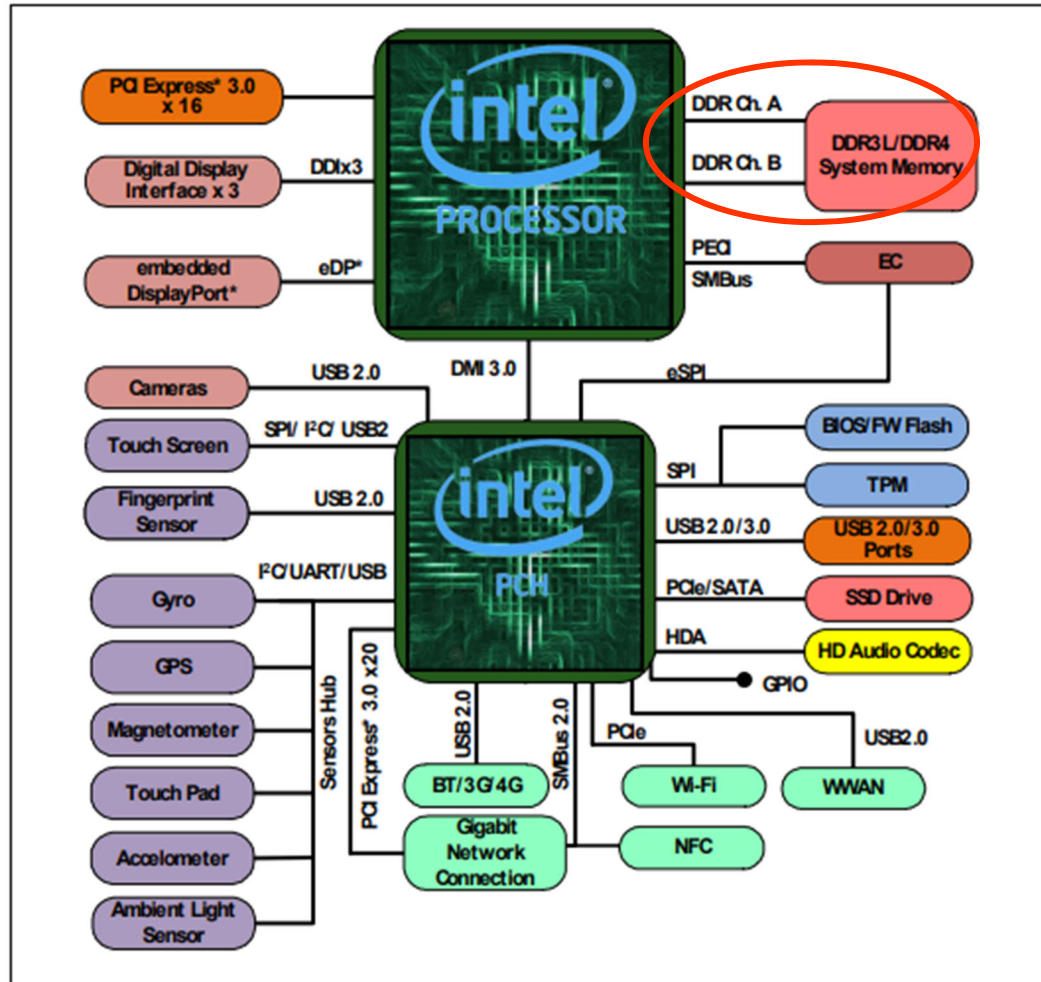 PCI Express* 3.0
x 16
Digital Display
Interface x 3
DDIx3
embedded
DisplayPort*
eDP*
intel®
PROCESSOR
DDR Ch. A
DDR Ch. B
DDR3L/DDR4
System Memory
PECI
SMBus
EC
DMI 3.0
eSPI
Cameras
USB 2.0
Touch Screen
SPI/ I²C/ USB2
Fingerprint
Sensor
USB 2.0
I²C/UART/USB
Gyro
GPS
Magnetometer
Touch Pad
Accelometer
Ambient Light
Sensor
Sensors Hub
PCI Express* 3.0 x20
intel®
PCH
SPI
BIOS/FW Flash
TPM
USB 2.0/3.0
USB 2.0/3.0
Ports
PCIe/SATA
SSD Drive
HDA
HD Audio Codec
GPIO
USB 2.0
SMBus 2.0
PCIe
USB2.0
BT/3G/4G
Wi-Fi
WWAN
Gigabit
Network
Connection
NFC